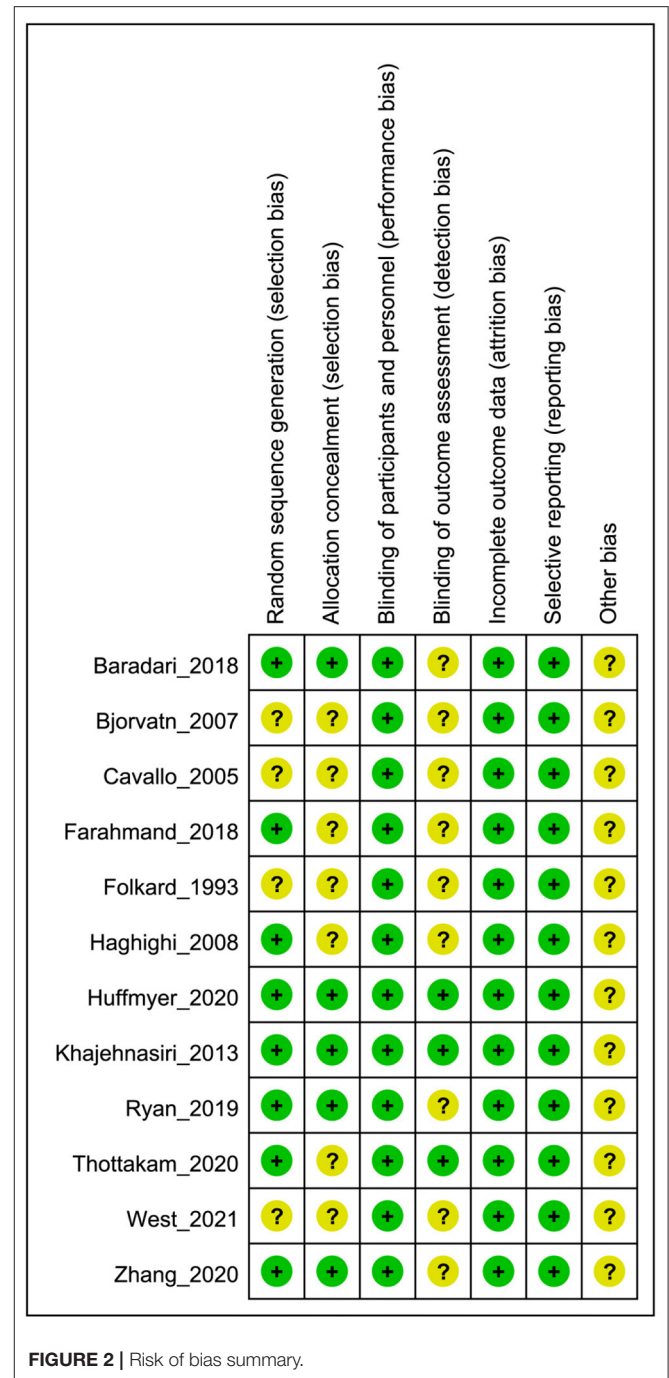 Random sequence generation (selection bias)
Allocation concealment (selection bias)
Blinding of participants and personnel (performance bias)
Blinding of outcome assessment (detection bias)
Incomplete outcome data (attrition bias)
Selective reporting (reporting bias)
Other bias
Baradari_2018 + + + ? + + ?
Bjorvatn_2007 ? ? + ? + + ?
Cavallo_2005 ? ? + ? + + ?
Farahmand_2018 + ? + ? + + ?
Folkard_1993 ? ? + ? + + ?
Haghighi_2008 + ? + ? + + ?
Huffmyer_2020 + + + + + + ?
Khajehnasiri_2013 + + + + + + ?
Ryan_2019 + + + ? + + ?
Thottakam_2020 + ? + + + + ?
West_2021 ? ? + ? + + ?
Zhang_2020 + + + ? + + ?
FIGURE 2 | Risk of bias summary.